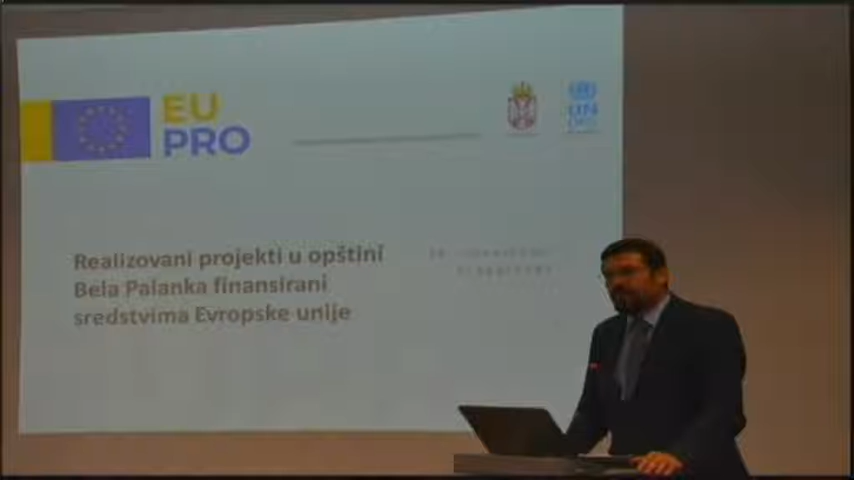 EU
PRO
Realizovani projekti u opštini
Bela Palanka finansirani
sredstvima Evropske unije